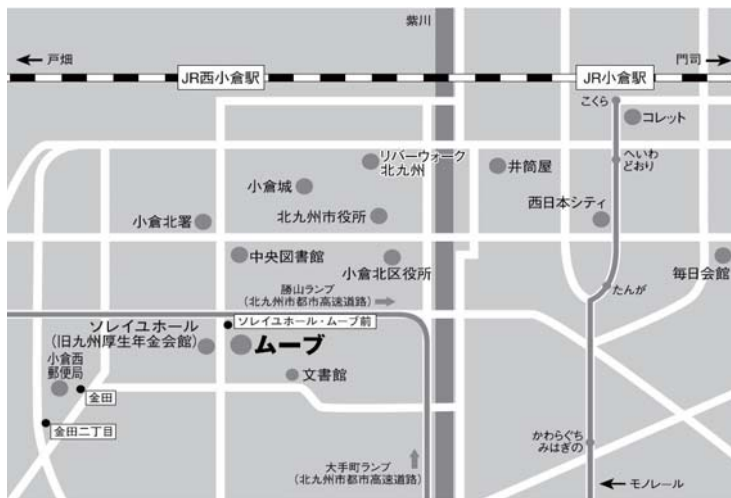 紫川
戸畑
門司
JR西小倉駅
JR小倉駅
こくら
コレット
へいわ
どおり
リバーウォーク
北九州
井筒屋
小倉城
西日本シティ
小倉北署
北九州市役所
中央図書館
小倉北区役所
毎日会館
たんが
勝山ランプ
(北九州市都市高速道路)
ソレイユホール・ムーブ前
ソレイユホール
(旧九州厚生年金会館)
ムーブ
小倉西
郵便局
文書館
金田
金田二丁目
かわらぐち
みはぎの
大手町ランプ
(北九州市都市高速道路)
モノレール